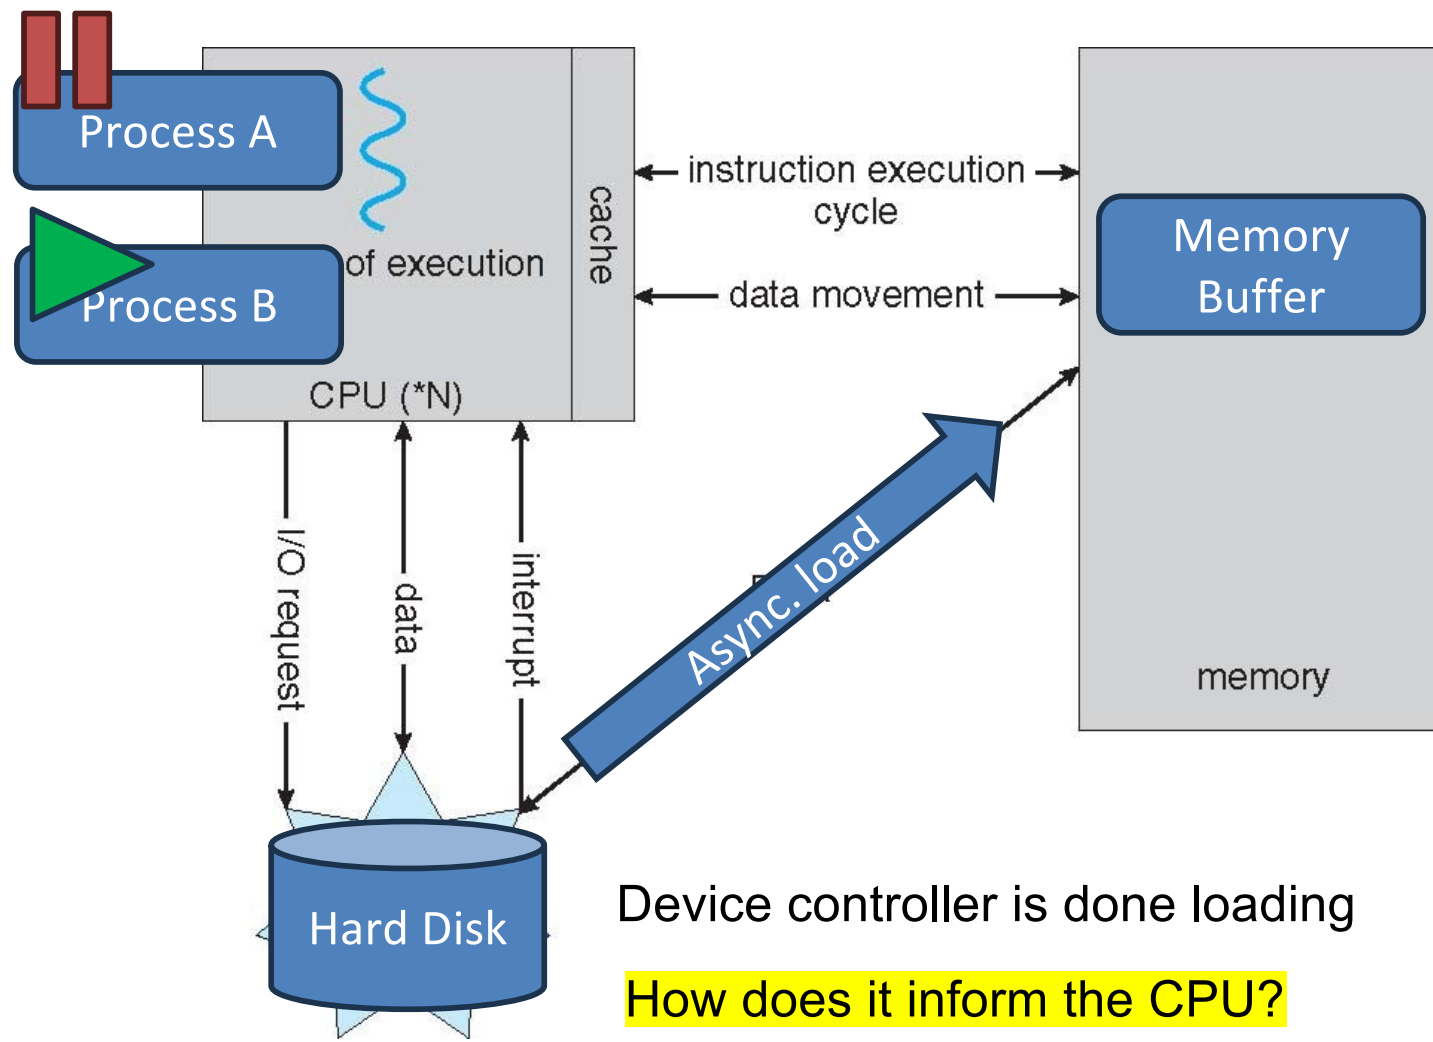 Process A
Process B
of execution
cache
CPU (*N)
instruction execution
cycle
data movement
Memory
Buffer
I/O request
data
interrupt
Async. load
memory
Hard Disk
Device controller is done loading
How does it inform the CPU?